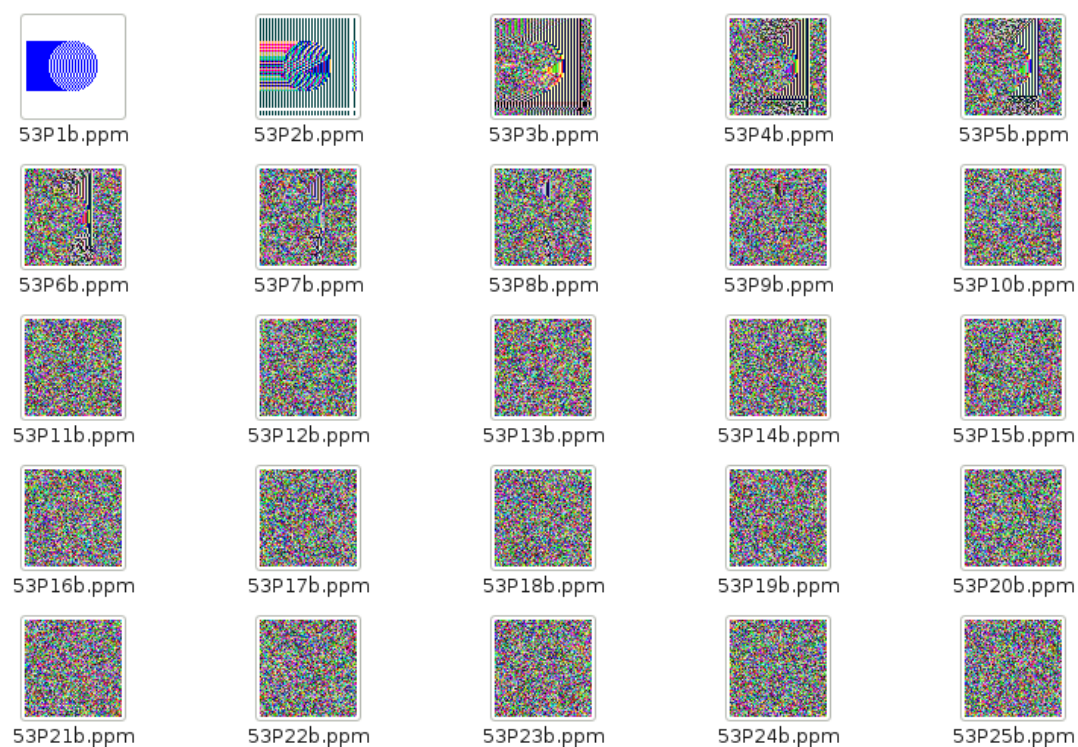 53P1b.ppm 53P2b.ppm 53P3b.ppm 53P4b.ppm 53P5b.ppm
53P6b.ppm 53P7b.ppm 53P8b.ppm 53P9b.ppm 53P10b.ppm
53P11b.ppm 53P12b.ppm 53P13b.ppm 53P14b.ppm 53P15b.ppm
53P16b.ppm 53P17b.ppm 53P18b.ppm 53P19b.ppm 53P20b.ppm
53P21b.ppm 53P22b.ppm 53P23b.ppm 53P24b.ppm 53P25b.ppm